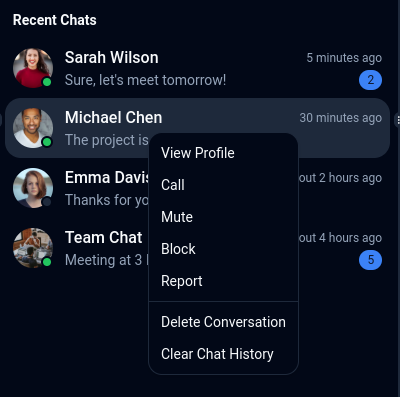 Recent Chats
Sarah Wilson 5 minutes ago
Sure, let's meet tomorrow! 2
Michael Chen 30 minutes ago
The project is
View Profile
Emma Davis out 2 hours ago
Call
Thanks for yo
Mute
Team Chat out 4 hours ago
Block
Meeting at 3 5
Report
Delete Conversation
Clear Chat History